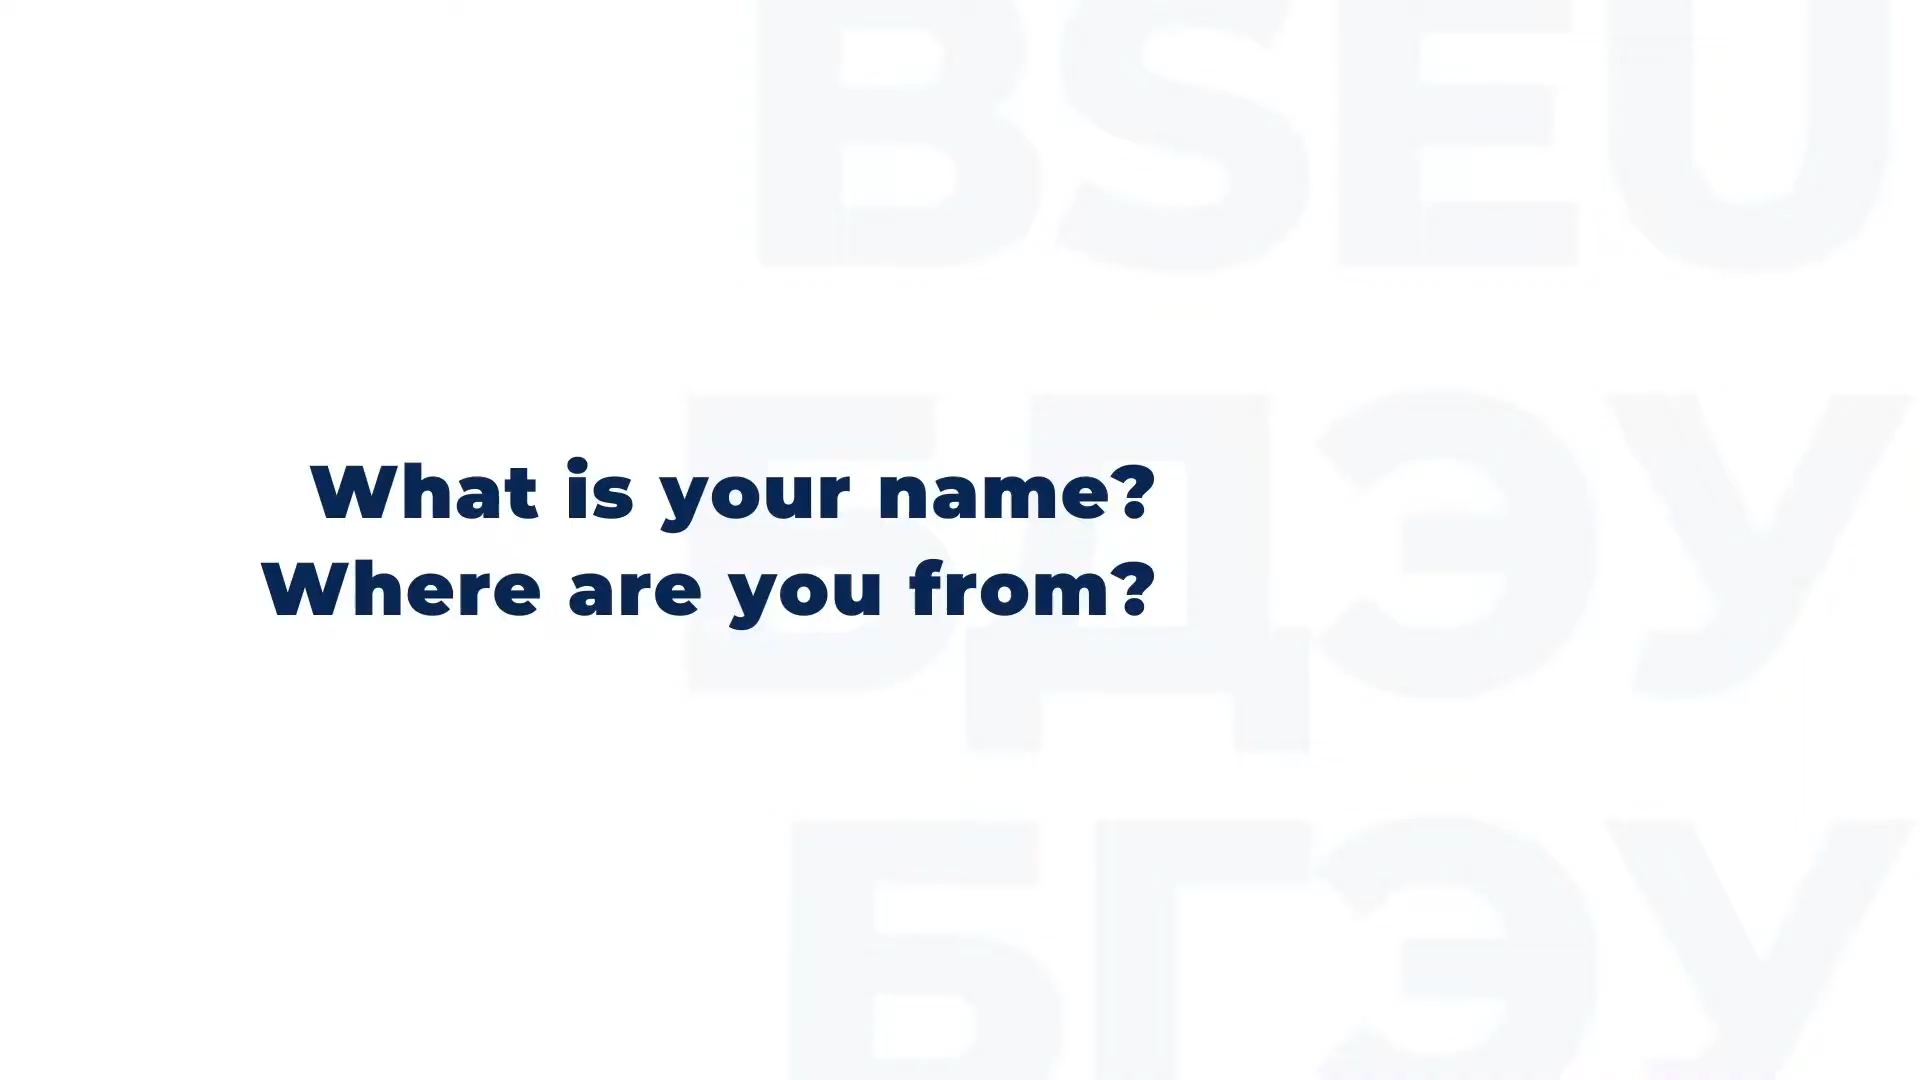 BSEU
БДЭУ
What is your name?
Where are you from?
БГЭУ